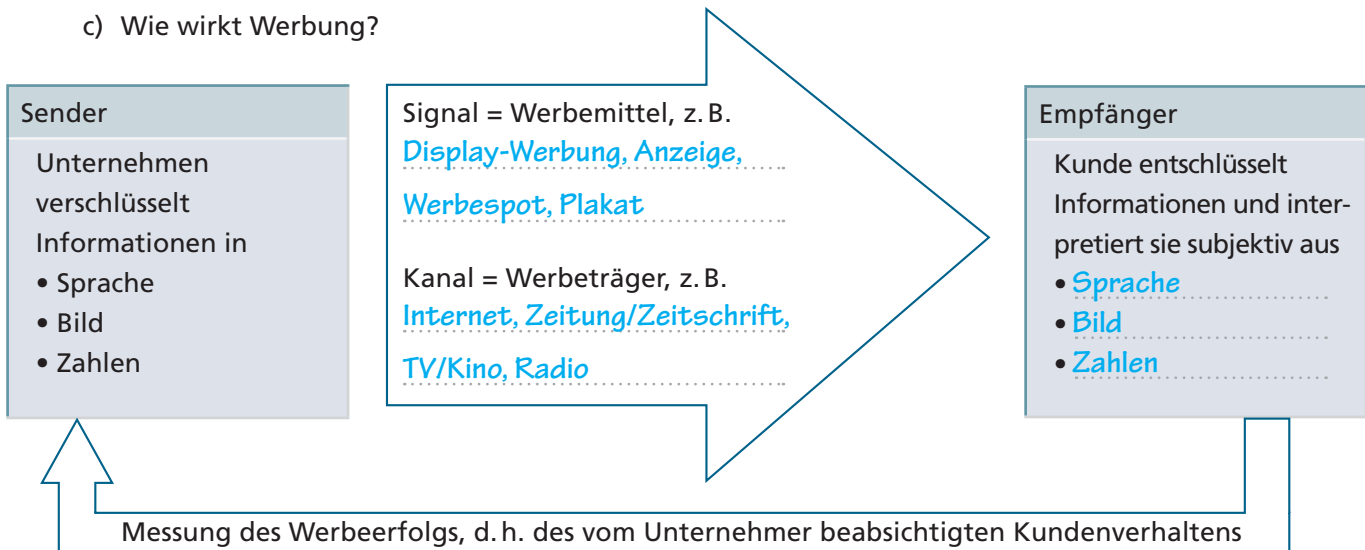 c) Wie wirkt Werbung?
Sender
Unternehmen
verschlüsselt
Informationen in
• Sprache
• Bild
• Zahlen
Signal = Werbemittel, z. B.
Display-Werbung, Anzeige,
Werbespot, Plakat
Kanal = Werbeträger, z. B.
Internet, Zeitung/Zeitschrift,
TV/Kino, Radio
Empfänger
Kunde entschlüsselt
Informationen und inter-
pretiert sie subjektiv aus
• Sprache
• Bild
• Zahlen
Messung des Werbeerfolgs, d. h. des vom Unternehmer beabsichtigten Kundenverhaltens